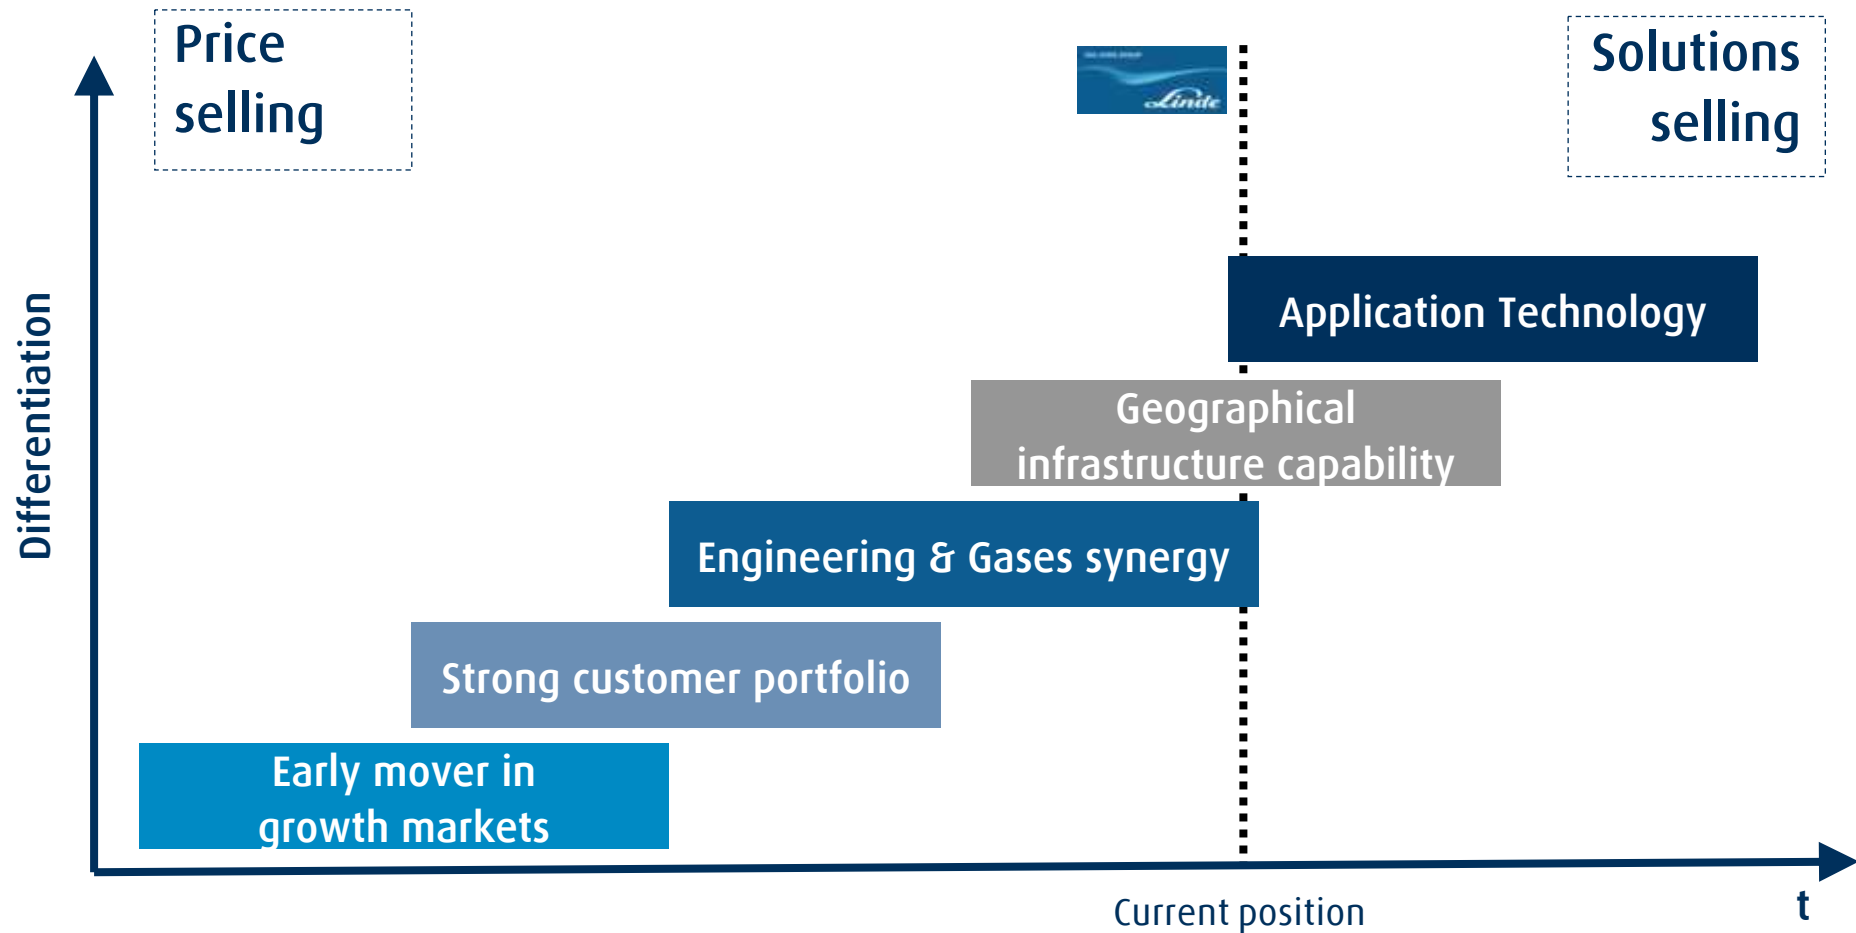 Price
selling
Linde
Solutions
selling
Differentiation
Application Technology
Geographical
infrastructure capability
Engineering & Gases synergy
Strong customer portfolio
Early mover in
growth markets
Current position
t